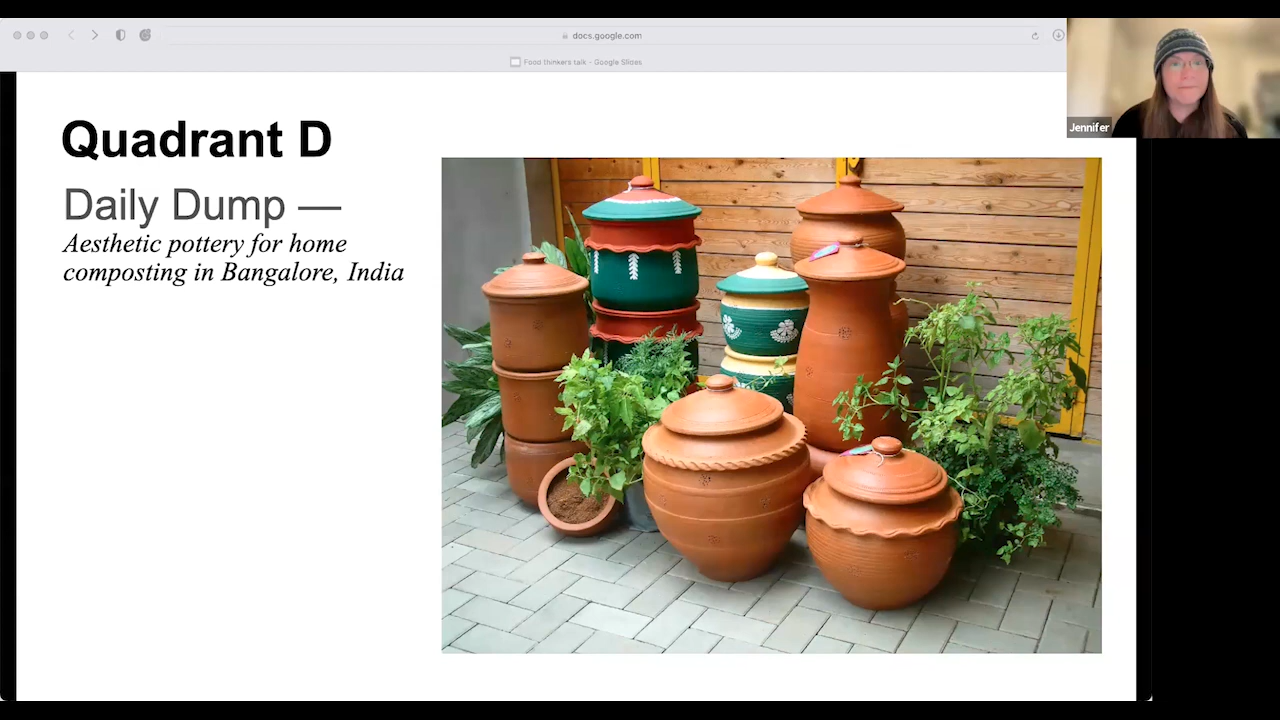 docs.google.com
Food thinkers talk - Google Slides
Jennifer
Quadrant D
Daily Dump —
Aesthetic pottery for home
composting in Bangalore, India